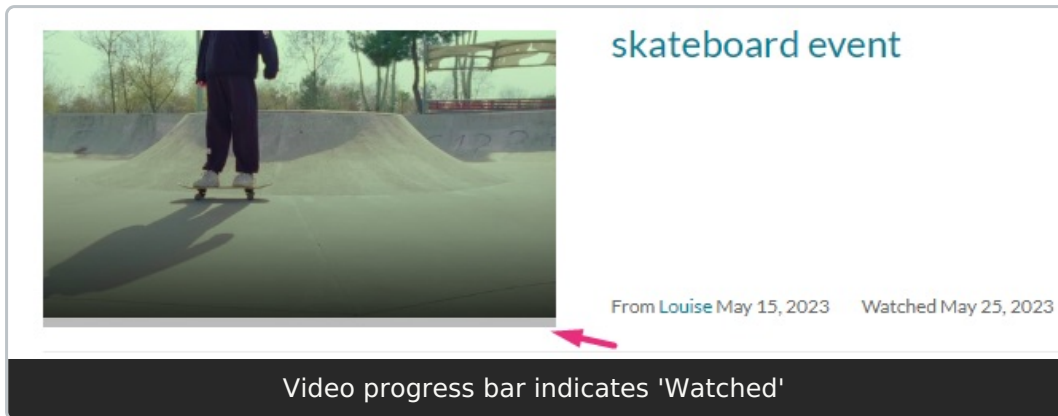 skateboard event
From Louise May 15, 2023 Watched May 25, 2023
Video progress bar indicates 'Watched'